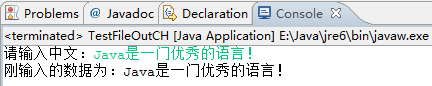 Problems @ Javadoc Declaration Console
<terminated> TestFileOutCH [Java Application] E:\Java\jre6\bin\javaw.exe
请输入中文：Java是一门优秀的语言！
刚输入的数据为：Java是一门优秀的语言！